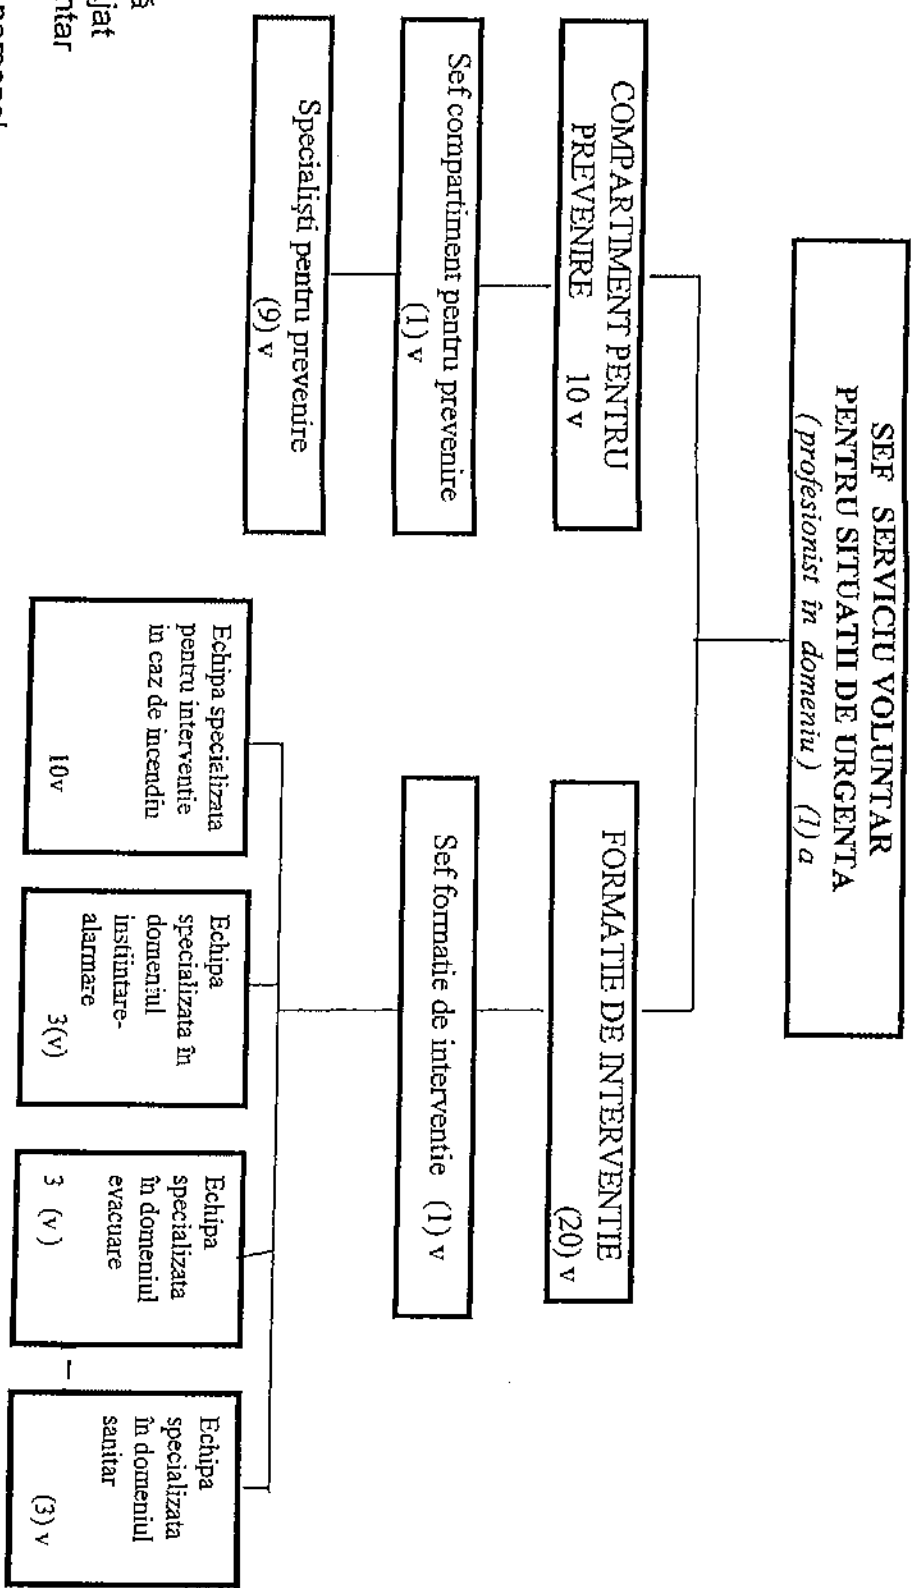 SEF SERVICIU VOLUNTAR
PENTRU SITUATII DE URGENTA
(profesionist în domeniu) (1) a
COMPARTIMENT PENTRU
PREVENIRE 10 v
Sef compartiment pentru prevenire
(1) v
Specialişti pentru prevenire
(9) v
FORMATIE DE INTERVENTIE
(20) v
Sef formatie de interventie (1) v
Echipa specializata
pentru interventie
in caz de incendiu
10v
Echipa
specializata în
domeniul
instiintare-
alarmare
3(v)
Echipa
specializata
în domeniul
evacuare
3 (v)
Echipa
specializata
în domeniul
sanitar
(3) v
jat
ntar